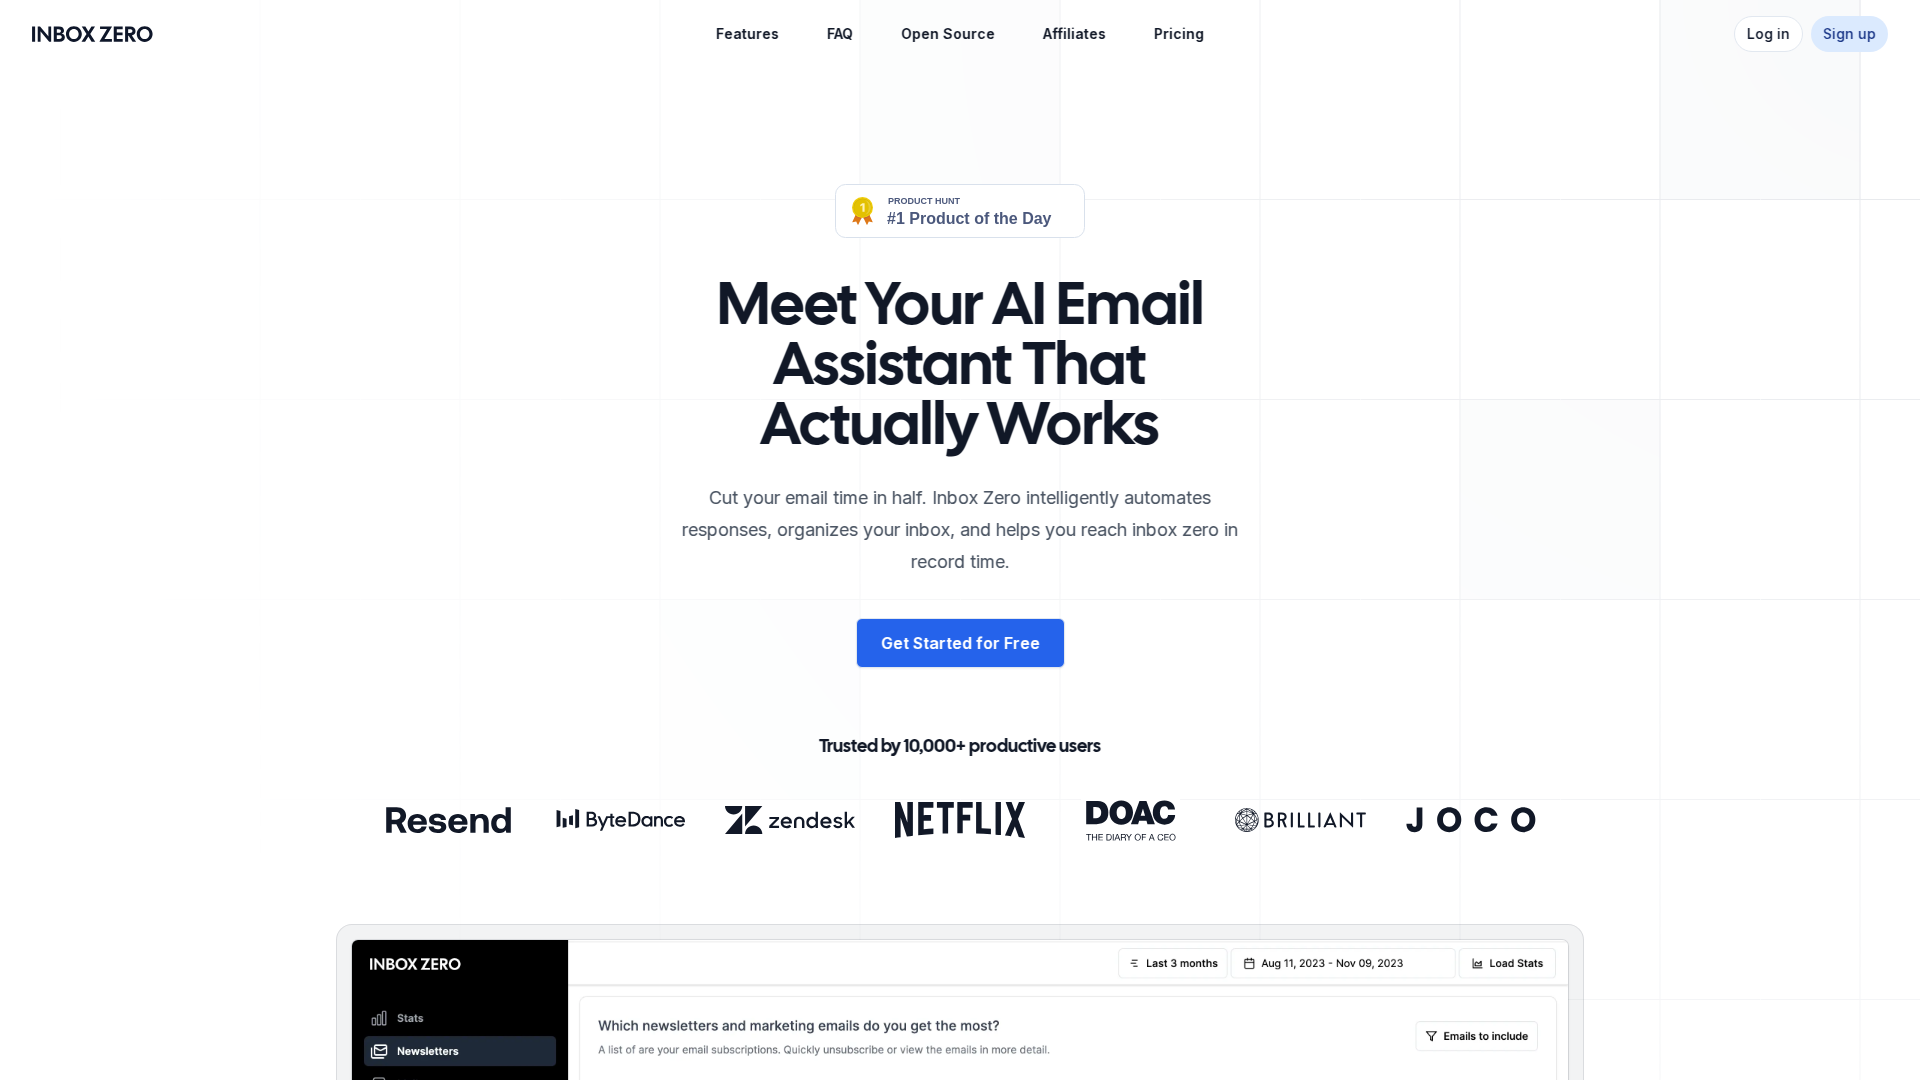 INBOX ZERO
Features
FAQ
Open Source
Affiliates
Pricing
Log in
Sign up
1
PRODUCT HUNT
#1 Product of the Day
Meet Your AI Email
Assistant That
Actually Works
Cut your email time in half. Inbox Zero intelligently automates
responses, organizes your inbox, and helps you reach inbox zero in
record time.
Get Started for Free
Trusted by 10,000+ productive users
Resend
ByteDance
zendesk
NETFLIX
DOAC
THE DIARY OF A CEO
BRILLIANT
JOCO
INBOX ZERO
Last 3 months
Aug 11, 2023 - Nov 09, 2023
Load Stats
Stats
Newsletters
Which newsletters and marketing emails do you get the most?
A list of are your email subscriptions. Quickly unsubscribe or view the emails in more detail.
Emails to include